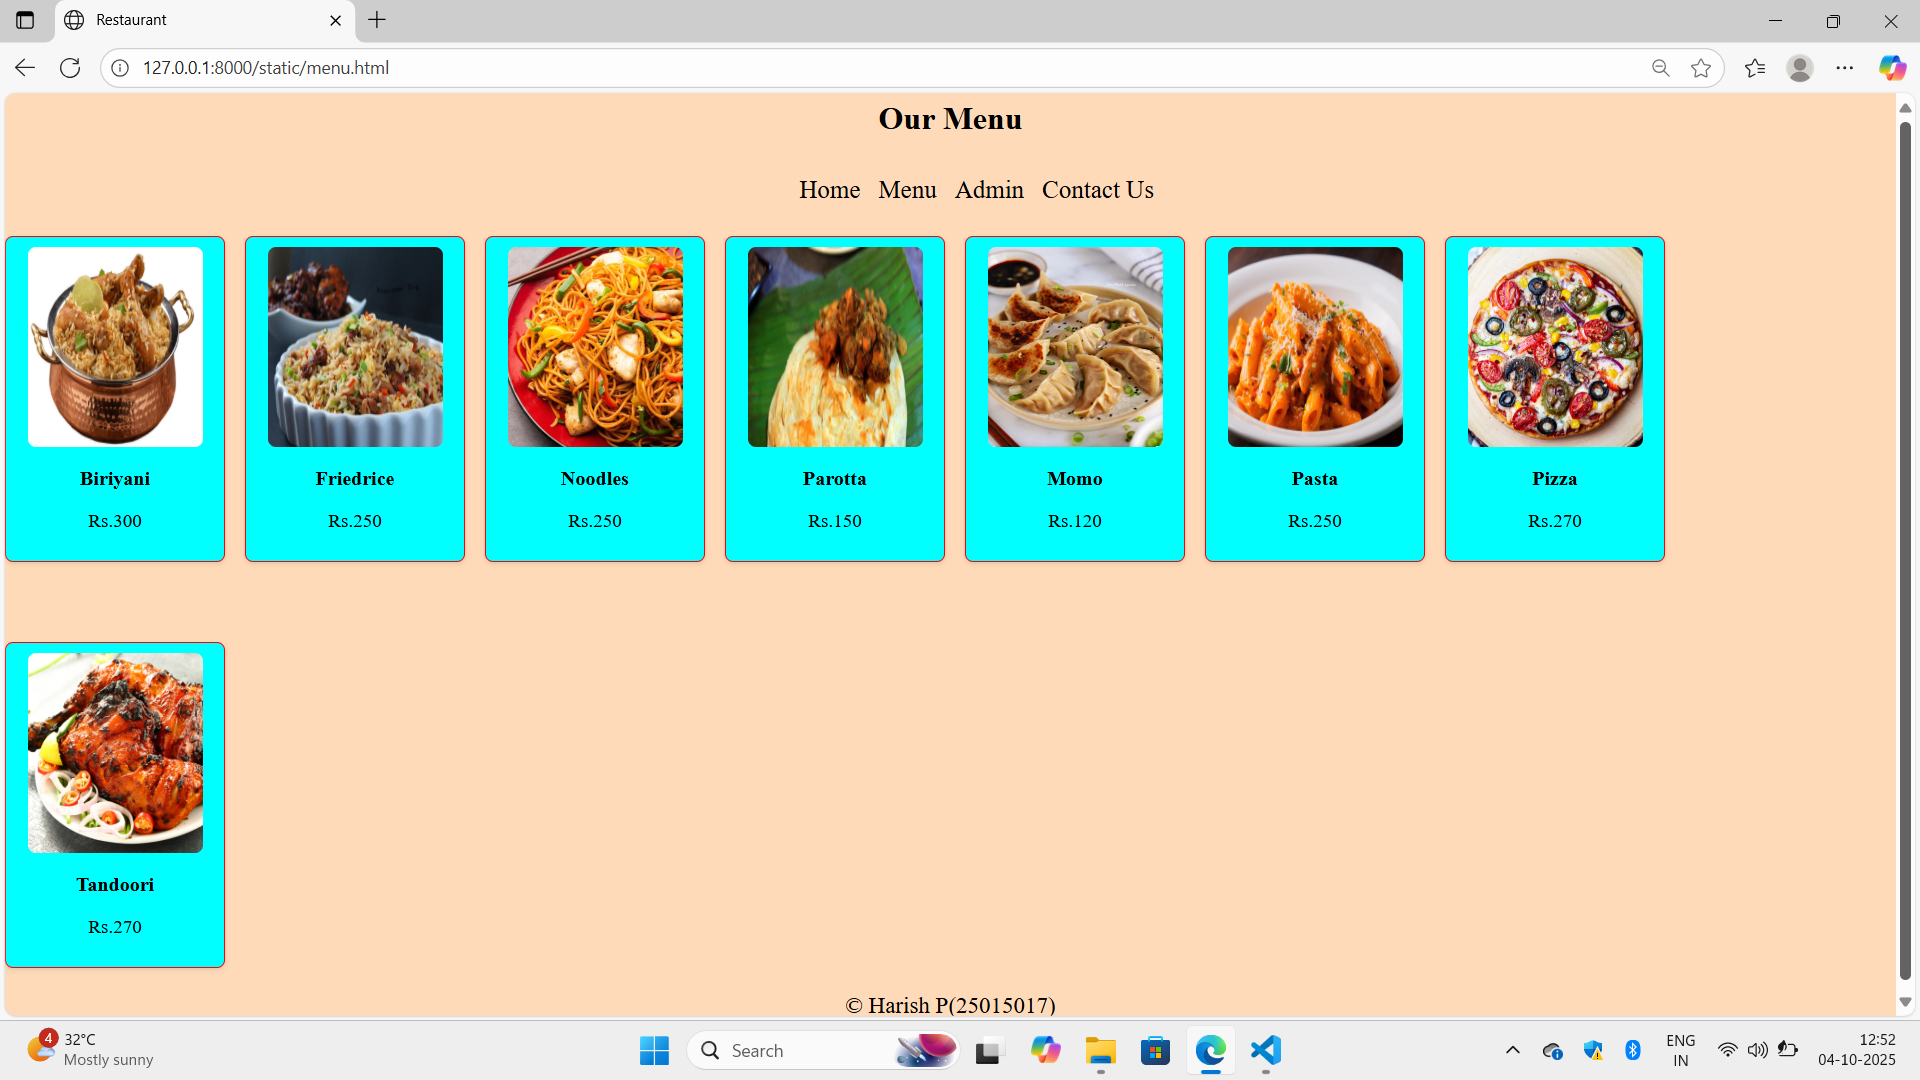 Restaurant
127.0.0.1:8000/static/menu.html
Our Menu
Home Menu Admin Contact Us
Biriyani
Rs.300
Friedrice
Rs.250
Noodles
Rs.250
Parotta
Rs.150
Momo
Rs.120
Pasta
Rs.250
Pizza
Rs.270
Tandoori
Rs.270
© Harish P(25015017)
4
32°C
Mostly sunny
Search
ENG
IN
12:52
04-10-2025